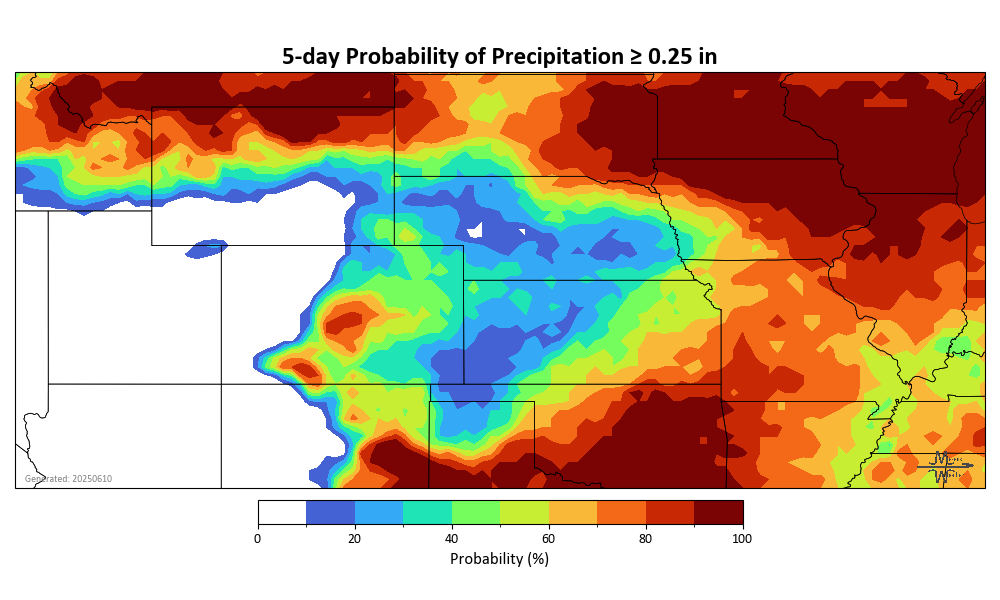 5-day Probability of Precipitation ≥ 0.25 in
Generated: 20250610
0 20 40 60 80 100
Probability (%)